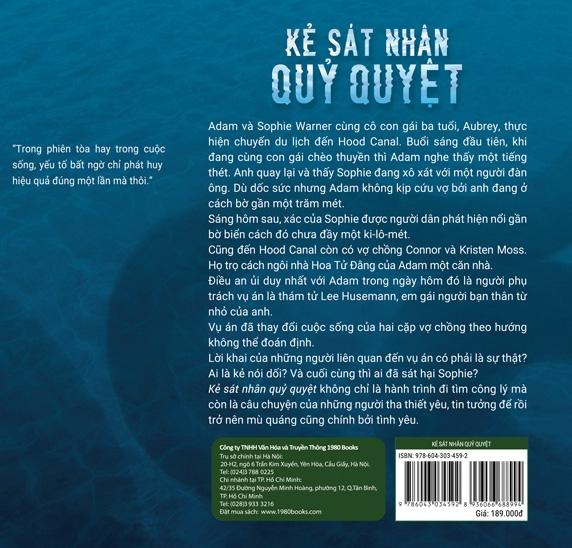 KẺ SÁT NHÂN
QUỶ QUYỆT
“Trong phiên tòa hay trong cuộc
sống, yếu tố bất ngờ chỉ phát huy
hiệu quả đúng một lần mà thôi.”
Adam và Sophie Warner cùng cô con gái ba tuổi, Aubrey, thực
hiện chuyến du lịch đến Hood Canal. Buổi sáng đầu tiên, khi
đang cùng con gái chèo thuyền thì Adam nghe thấy một tiếng
thét. Anh quay lại và thấy Sophie đang xô xát với một người đàn
ông. Dù dốc sức nhưng Adam không kịp cứu vợ bởi anh đang ở
cách bờ gần một trăm mét.
Sáng hôm sau, xác của Sophie được người dân phát hiện nổi gần
bờ biển cách đó chưa đầy một ki-lô-mét.
Cũng đến Hood Canal còn có vợ chồng Connor và Kristen Moss.
Họ trọ cách ngôi nhà Hoa Tử Đằng của Adam một căn nhà.
Điều an ủi duy nhất với Adam trong ngày hôm đó là người phụ
trách vụ án là thám tử Lee Husemann, em gái người bạn thân từ
nhỏ của anh.
Vụ án đã thay đổi cuộc sống của hai cặp vợ chồng theo hướng
không thể đoán định.
Lời khai của những người liên quan đến vụ án có phải là sự thật?
Ai là kẻ nói dối? Và cuối cùng thì ai đã sát hại Sophie?
Kẻ sát nhân quỷ quyệt không chỉ là hành trình đi tìm công lý mà
còn là câu chuyện của những người tha thiết yêu, tin tưởng để rồi
trở nên mù quáng cũng chính bởi tình yêu.
Công ty TNHH Văn Hóa và Truyền Thông 1980 Books
Trụ sở chính tại Hà Nội:
20-H2, ngõ 6 Trần Kim Xuyến, Yên Hòa, Cầu Giấy, Hà Nội.
Tel: (024)3 788 0225
Chi nhánh tại TP. Hồ Chí Minh:
42/35 Đường Nguyễn Minh Hoàng, phường 12, Q.Tân Bình,
TP. Hồ Chí Minh
Tel: (028)3 933 3216
Đặt mua sách: www.1980books.com
KẺ SÁT NHÂN QUỶ QUYỆT
ISBN: 978-604-303-459-2
9 786043 034592
8 936066 688994
Giá: 189.000đ